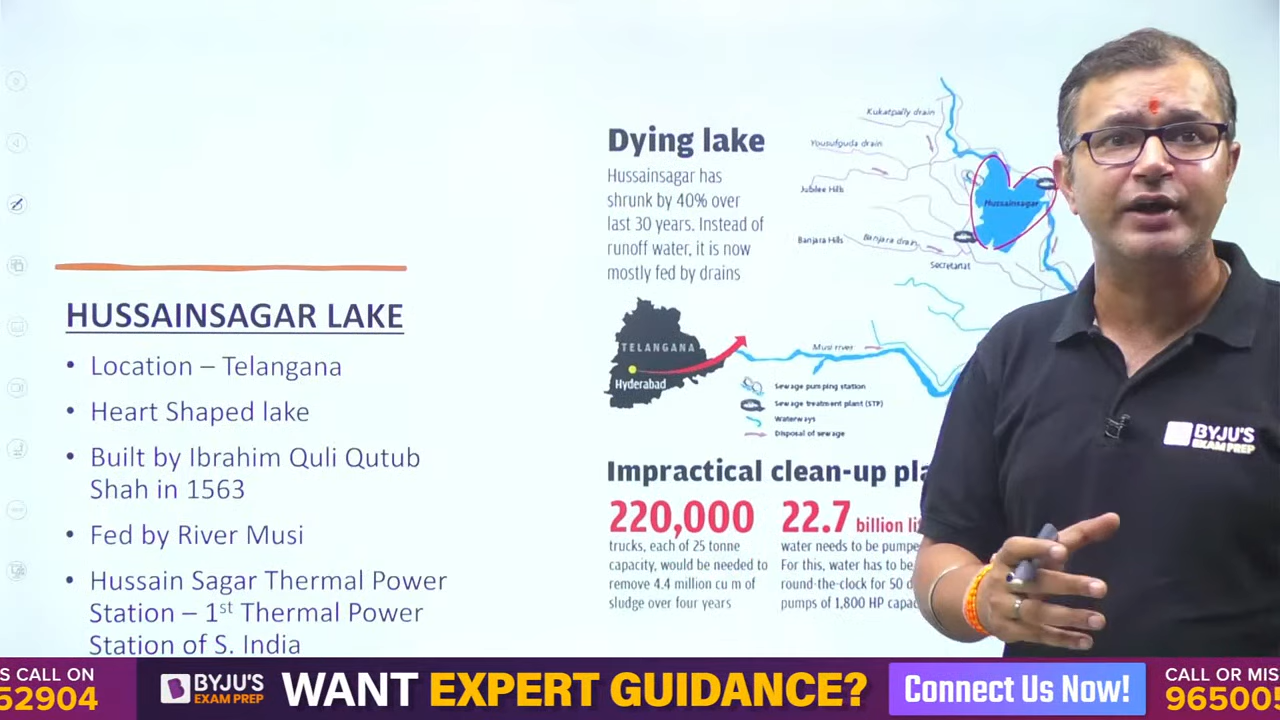 HUSSAINSAGAR LAKE
• Location – Telangana
• Heart Shaped lake
• Built by Ibrahim Quli Qutub
Shah in 1563
• Fed by River Musi
• Hussain Sagar Thermal Power
Station – 1st Thermal Power
Station of S. India
Dying lake
Hussainsagar has
shrunk by 40% over
last 30 years. Instead of
runoff water, it is now
mostly fed by drains
Kukatpally drain
Yousufguda drain
Jubilee Hills
Hussainsagar
Banjara Hills
Banjara drain
Secretariat
TELANGANA
Hyderabad
Musi river
Sewage pumping station
Sewage treatment plant (STP)
Waterways
Disposal of sewage
Impractical clean-up
220,000
trucks, each of 25 tonne
capacity, would be needed to
remove 4.4 million cu m of
sludge over four years
22.7 billion
water needs to be
For this, water has to be
round-the-clock for 50
pumps of 1,800 HP
BYJU'S
EXAM PREP
S CALL ON
52904
BYJU'S
EXAM PREP
WANT EXPERT GUIDANCE?
Connect Us Now!
CALL OR
96500